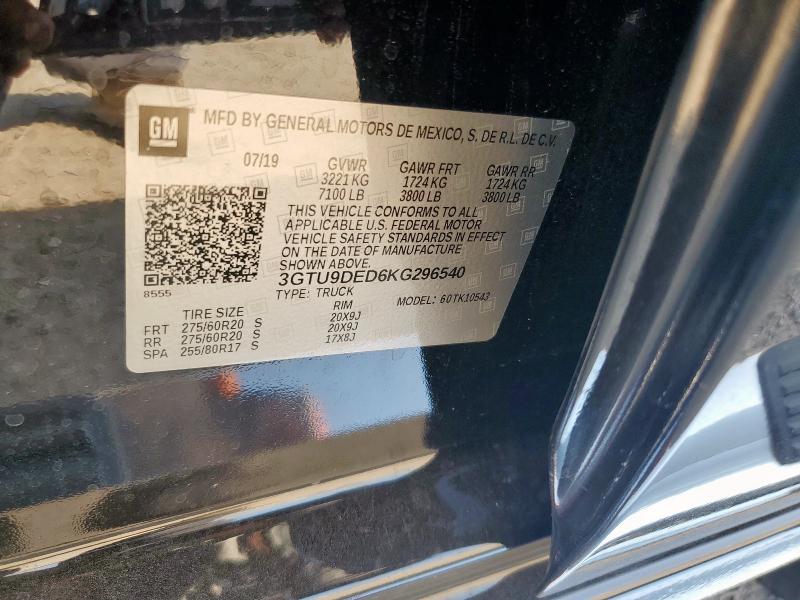 GM MFD BY GENERAL MOTORS DE MEXICO, S. DE R.L. DE C.V.
07/19 GVWR GAWR FRT GAWR RR
3221 KG 1724 KG 1724 KG
7100 LB 3800 LB 3800 LB
THIS VEHICLE CONFORMS TO ALL
APPLICABLE U.S. FEDERAL MOTOR
VEHICLE SAFETY STANDARDS IN EFFECT
ON THE DATE OF MANUFACTURE
SHOWN ABOVE.
3GTU9DED6KG296540
8555 TYPE: TRUCK MODEL: 60TK10543
TIRE SIZE RIM
FRT 275/60R20 S 20X9J
RR 275/60R20 S 20X9J
SPA 255/80R17 S 17X8J